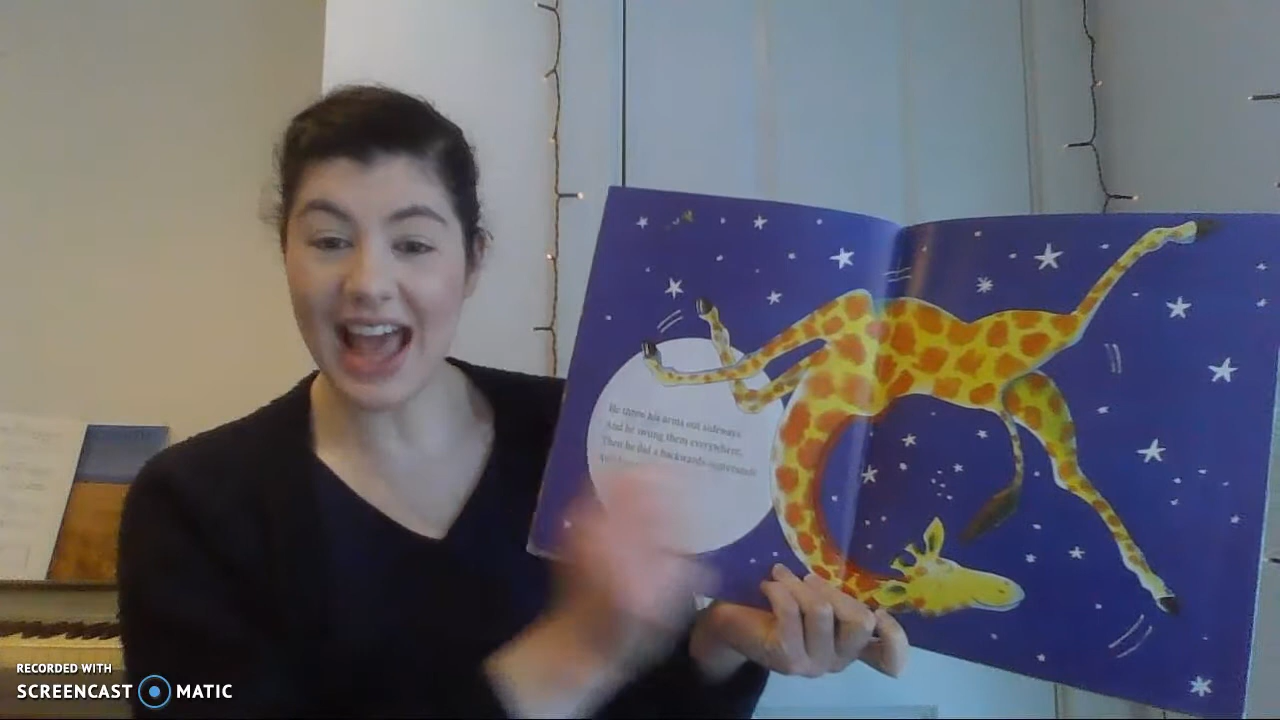 He threw his arms out sideways
And he swung them everywhere.
Then he did a backwards somersault
RECORDED WITH
SCREENCAST MATIC